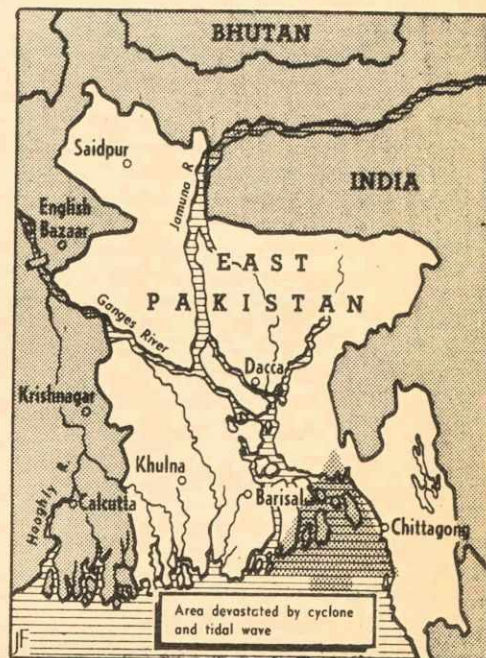 BHUTAN
Saidpur
Jamuna R.
INDIA
English
Bazaar
EAST
PAKISTAN
Ganges River
Dacca
Krishnagar
Khulna
Hooghly R.
Calcutta
Barisal
Chittagong
Area devastated by cyclone
and tidal wave
JF